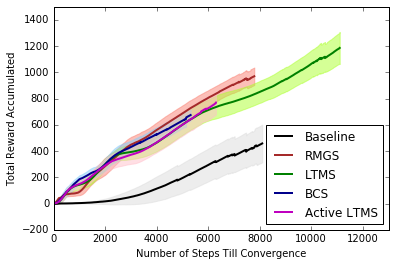 1400
1200
1000
800
600
400
200
0
−200
Total Reward Accumulated
0 2000 4000 6000 8000 10000 12000
Number of Steps Till Convergence
Baseline
RMGS
LTMS
BCS
Active LTMS